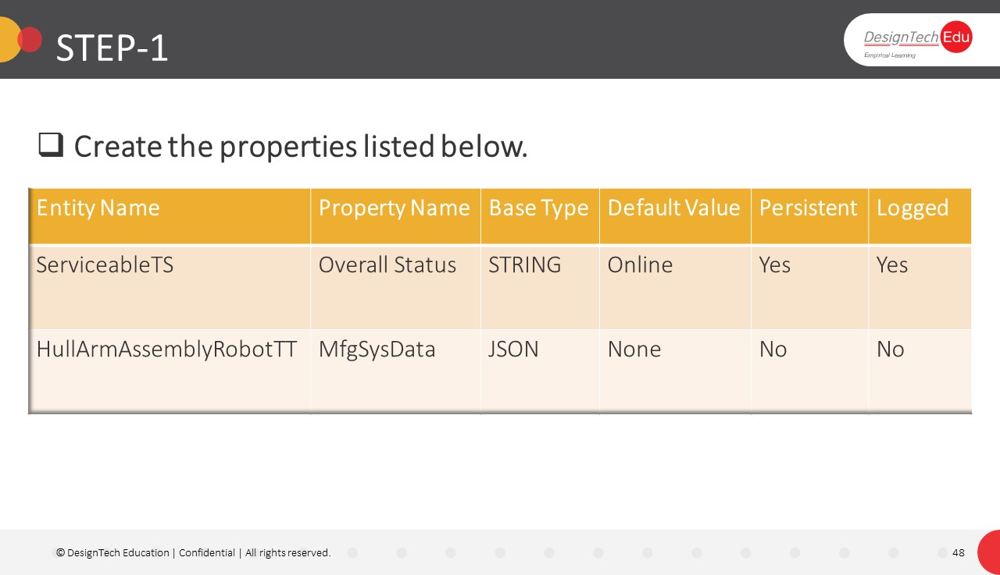 STEP-1
DesignTech Edu
Empirical Learning
Create the properties listed below.
Entity Name Property Name Base Type Default Value Persistent Logged
ServiceableTS Overall Status STRING Online Yes Yes
HullArmAssemblyRobotTT MfgSysData JSON None No No
© DesignTech Education | Confidential | All rights reserved. 48